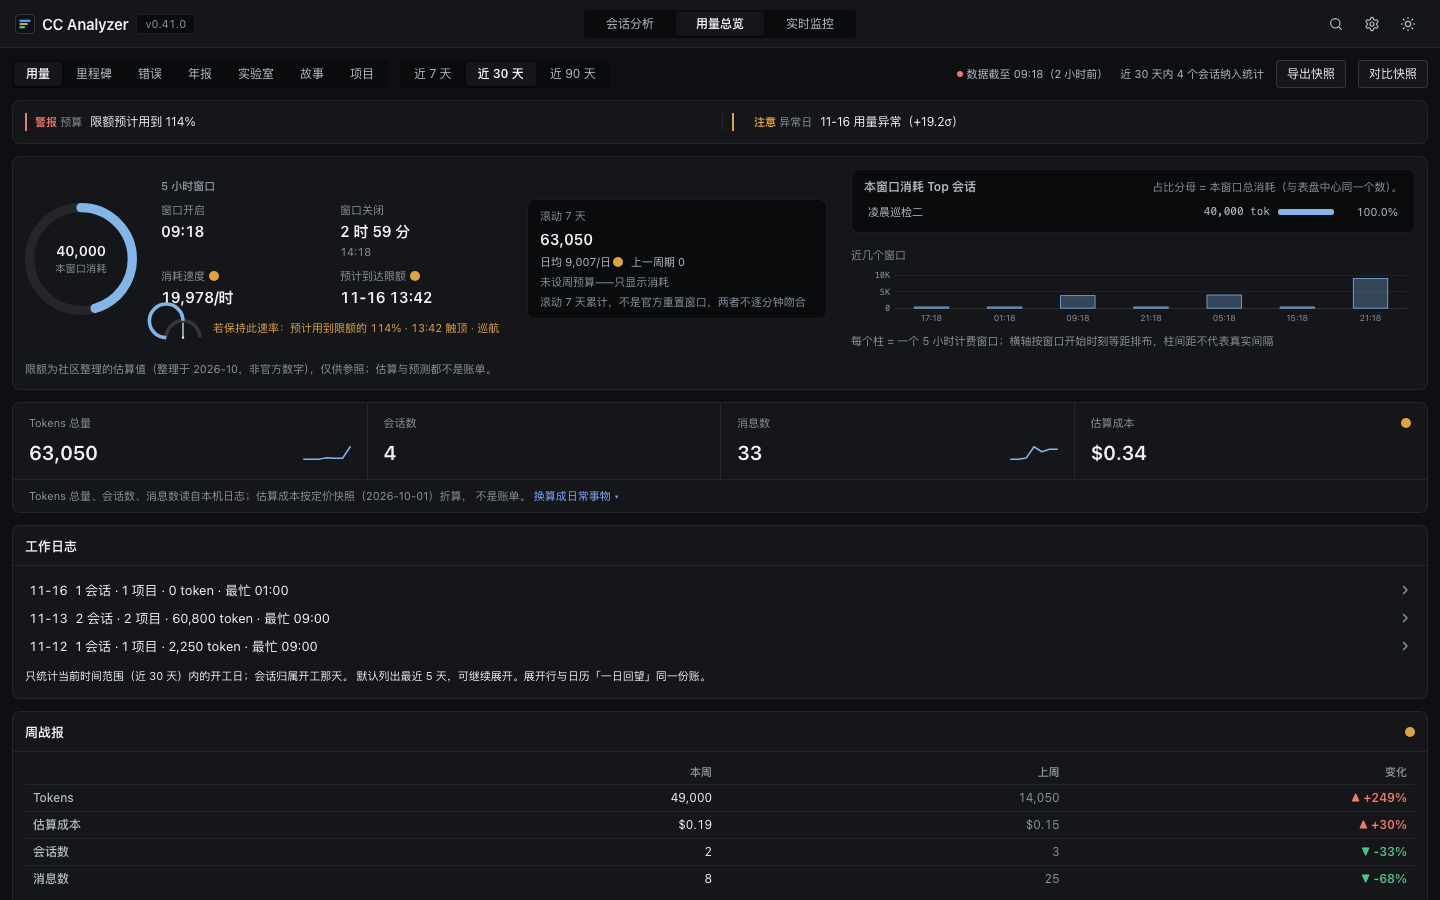 CC Analyzer v0.41.0
会话分析 用量总览 实时监控
用量 里程碑 错误 年报 实验室 故事 项目 近 7 天 近 30 天 近 90 天
数据截至 09:18（2 小时前） 近 30 天内 4 个会话纳入统计 导出快照 对比快照
警报 预算 限额预计用到 114%
注意 异常日 11-16 用量异常（+19.2σ）
40,000
本窗口消耗
5 小时窗口
窗口开启
09:18
窗口关闭
2 时 59 分
14:18
消耗速度
19,978/时
预计到达限额
11-16 13:42
若保持此速率：预计用到限额的 114% · 13:42 触顶 · 巡航
滚动 7 天
63,050
日均 9,007/日 上一周期 0
未设周预算——只显示消耗
滚动 7 天累计，不是官方重置窗口，两者不逐分钟吻合
本窗口消耗 Top 会话 占比分母 = 本窗口总消耗（与表盘中心同一个数）。
凌晨巡检二 40,000 tok 100.0%
近几个窗口
10K
5K
0
17:18 01:18 09:18 21:18 05:18 15:18 21:18
每个柱 = 一个 5 小时计费窗口；横轴按窗口开始时刻等距排布，柱间距不代表真实间隔
限额为社区整理的估算值（整理于 2026-10，非官方数字），仅供参照；估算与预测都不是账单。
Tokens 总量
63,050
会话数
4
消息数
33
估算成本
$0.34
Tokens 总量、会话数、消息数读自本机日志；估算成本按定价快照（2026-10-01）折算， 不是账单。 换算成日常事物
工作日志
11-16 1 会话 · 1 项目 · 0 token · 最忙 01:00
11-13 2 会话 · 2 项目 · 60,800 token · 最忙 09:00
11-12 1 会话 · 1 项目 · 2,250 token · 最忙 09:00
只统计当前时间范围（近 30 天）内的开工日；会话归属开工那天。 默认列出最近 5 天，可继续展开。展开行与日历「一日回望」同一份账。
周战报
本周 上周 变化
Tokens 49,000 14,050 ▲ +249%
估算成本 $0.19 $0.15 ▲ +30%
会话数 2 3 ▼ -33%
消息数 8 25 ▼ -68%